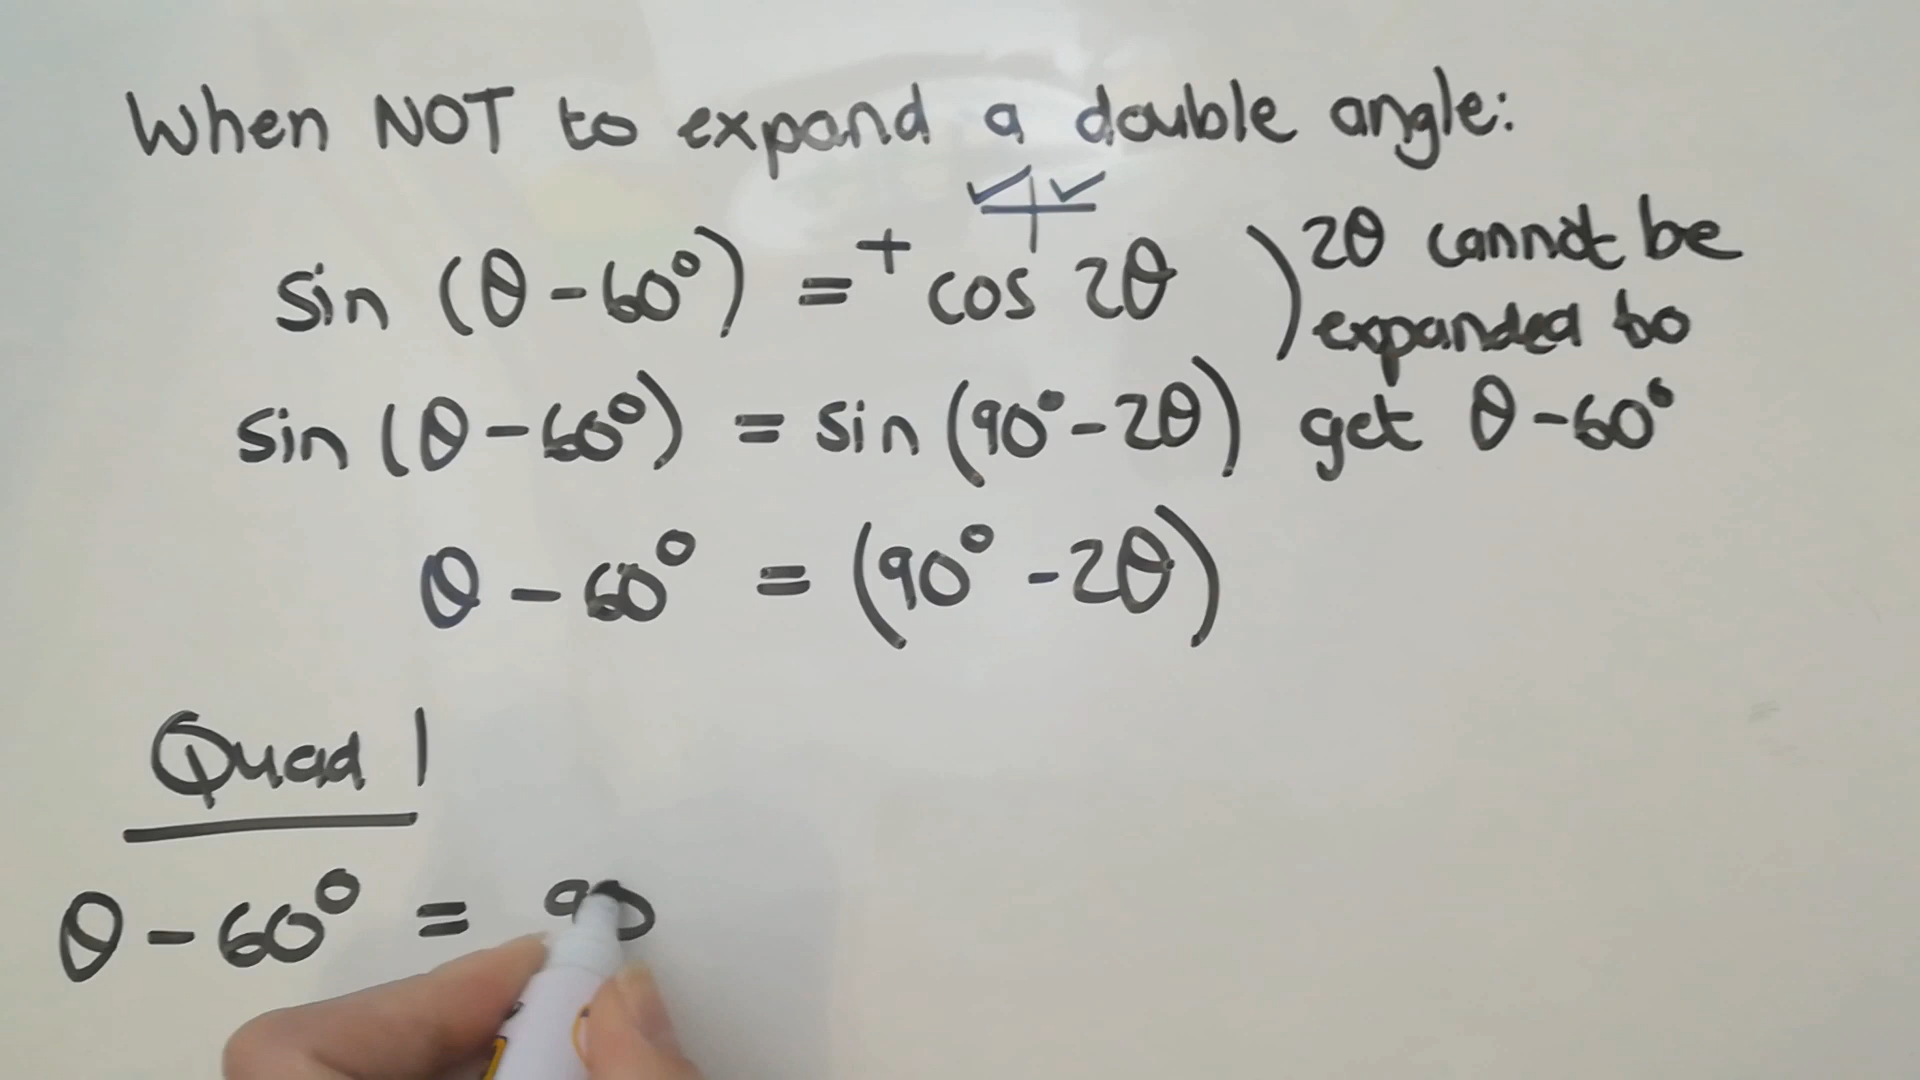 When NOT to expand a double angle:
sin (θ - 60°) = + cos 2θ ) 2θ cannot be
expanded to
sin (θ - 60°) = sin (90° - 2θ) get θ - 60°
θ - 60° = (90° - 2θ)
Quad 1
θ - 60° = 90